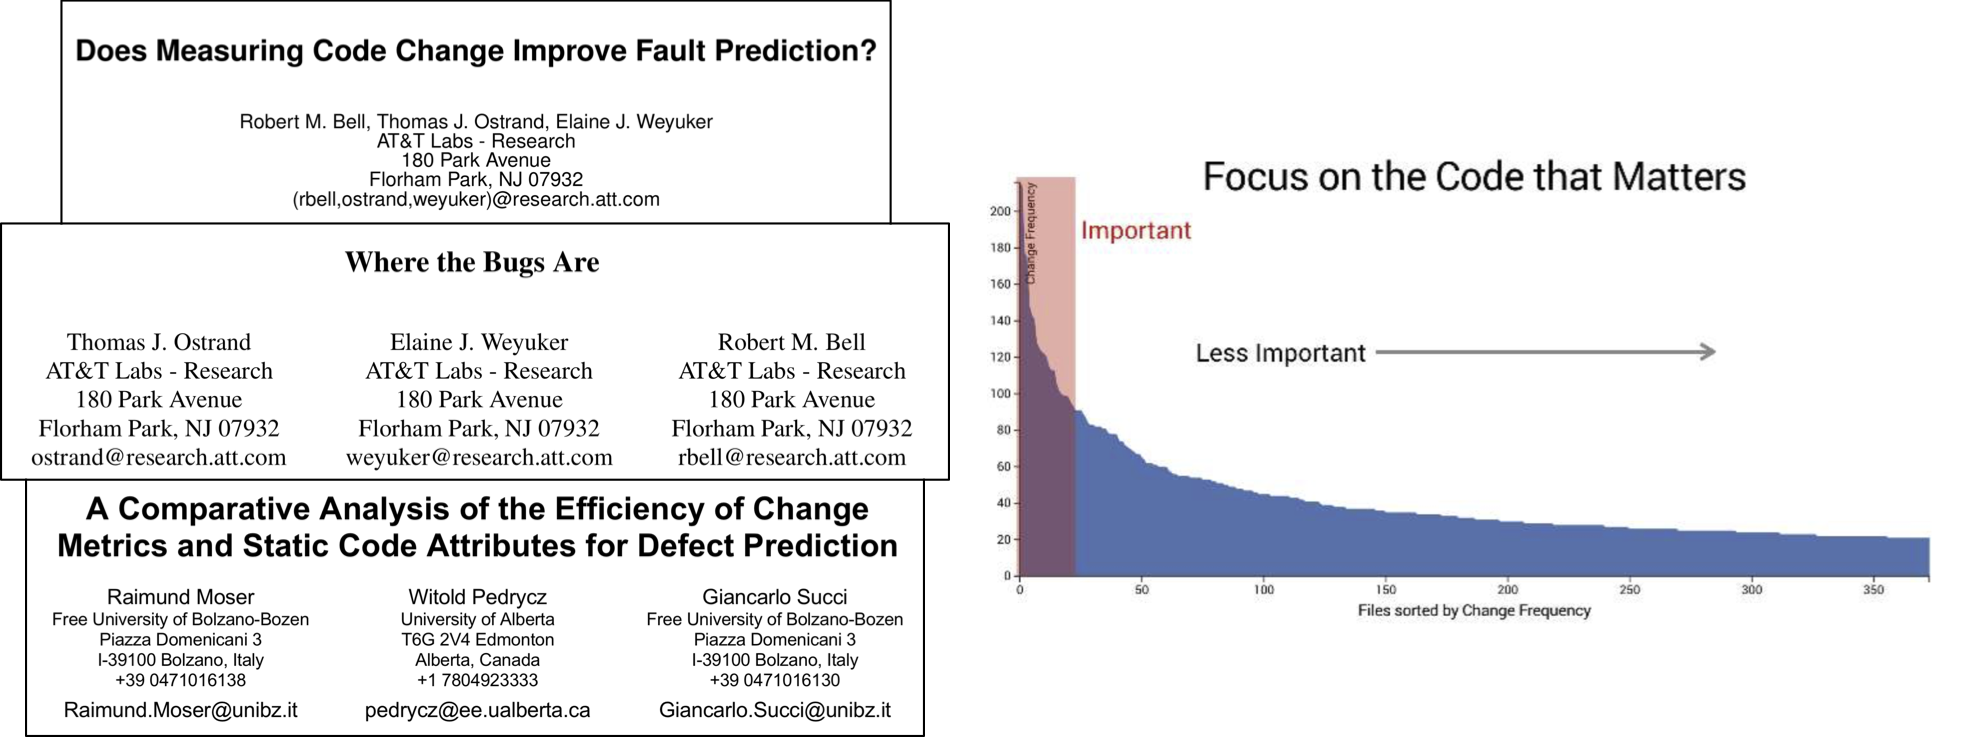 Does Measuring Code Change Improve Fault Prediction?
Robert M. Bell, Thomas J. Ostrand, Elaine J. Weyuker
AT&T Labs - Research
180 Park Avenue
Florham Park, NJ 07932
(rbell,ostrand,weyuker)@research.att.com
Where the Bugs Are
Thomas J. Ostrand
AT&T Labs - Research
180 Park Avenue
Florham Park, NJ 07932
ostrand@research.att.com
Elaine J. Weyuker
AT&T Labs - Research
180 Park Avenue
Florham Park, NJ 07932
weyuker@research.att.com
Robert M. Bell
AT&T Labs - Research
180 Park Avenue
Florham Park, NJ 07932
rbell@research.att.com
A Comparative Analysis of the Efficiency of Change
Metrics and Static Code Attributes for Defect Prediction
Raimund Moser
Free University of Bolzano-Bozen
Piazza Domenicani 3
I-39100 Bolzano, Italy
+39 0471016138
Raimund.Moser@unibz.it
Witold Pedrycz
University of Alberta
T6G 2V4 Edmonton
Alberta, Canada
+1 7804923333
pedrycz@ee.ualberta.ca
Giancarlo Succi
Free University of Bolzano-Bozen
Piazza Domenicani 3
I-39100 Bolzano, Italy
+39 0471016130
Giancarlo.Succi@unibz.it
Focus on the Code that Matters
Important
Less Important
Change Frequency
200
180
160
140
120
100
80
60
40
20
0
0 50 100 150 200 250 300 350
Files sorted by Change Frequency